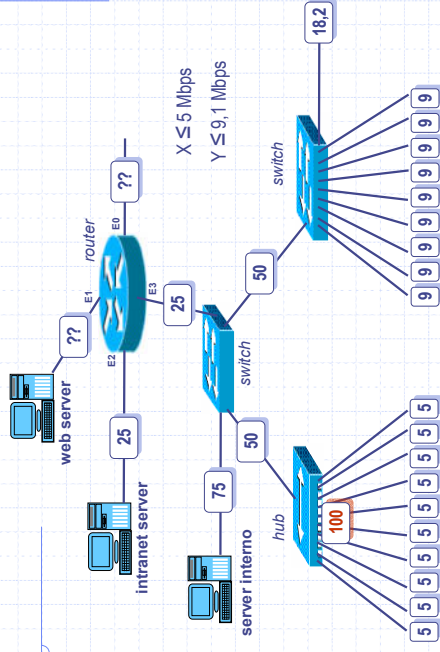 ??
web server
E1
router
E2
E0
??
25
intranet server
E3
25
X ≤ 5 Mbps
Y ≤ 9,1 Mbps
75
server interno
switch
50
50
switch
18,2
hub
100
5 5 5 5 5 5 5 5 5 5
9 9 9 9 9 9 9 9 9